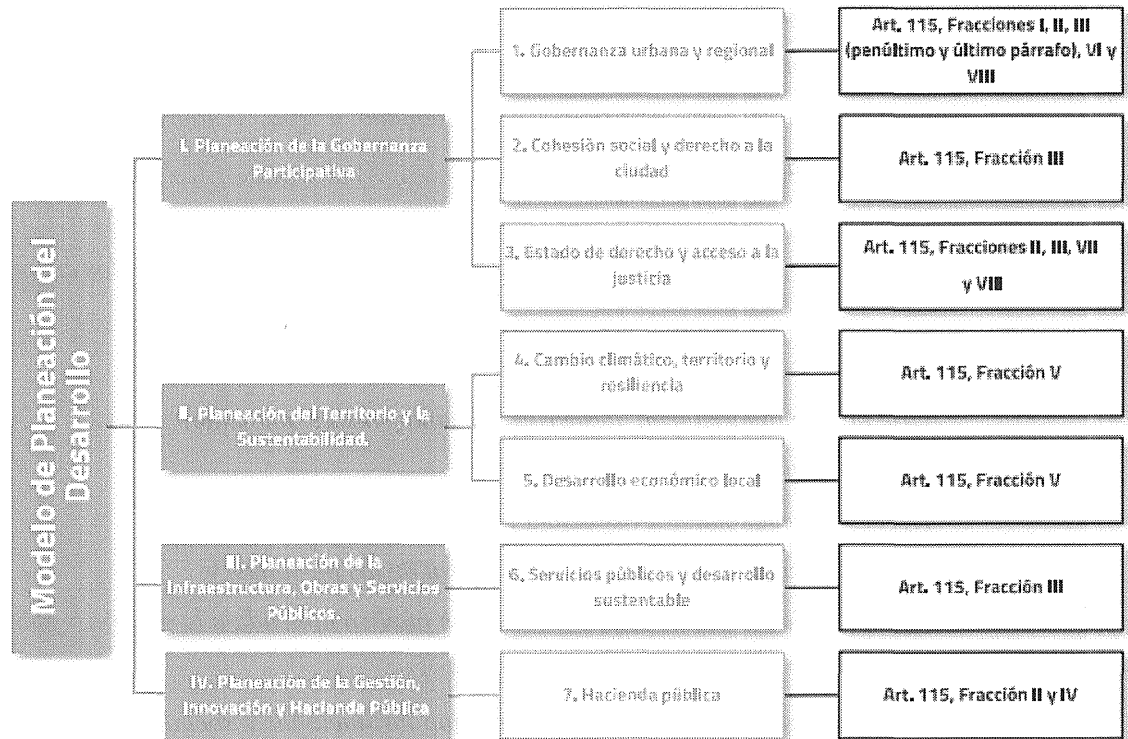 Modelo de Planeación del
Desarrollo
I. Planeación de la Gobernanza
Participativa
1. Gobernanza urbana y regional
Art. 115, Fracciones I, II, III
(penúltimo y último párrafo), VI y
VIII
2. Cohesión social y derecho a la
ciudad
Art. 115, Fracción III
3. Estado de derecho y acceso a la
justicia
Art. 115, Fracciones II, III, VII
y VIII
II. Planeación del Territorio y la
Sustentabilidad.
4. Cambio climático, territorio y
resiliencia
Art. 115, Fracción V
5. Desarrollo económico local
Art. 115, Fracción V
III. Planeación de la
Infraestructura, Obras y Servicios
Públicos.
6. Servicios públicos y desarrollo
sustentable
Art. 115, Fracción III
IV. Planeación de la Gestión,
Innovación y Hacienda Pública
7. Hacienda pública
Art. 115, Fracción II y IV